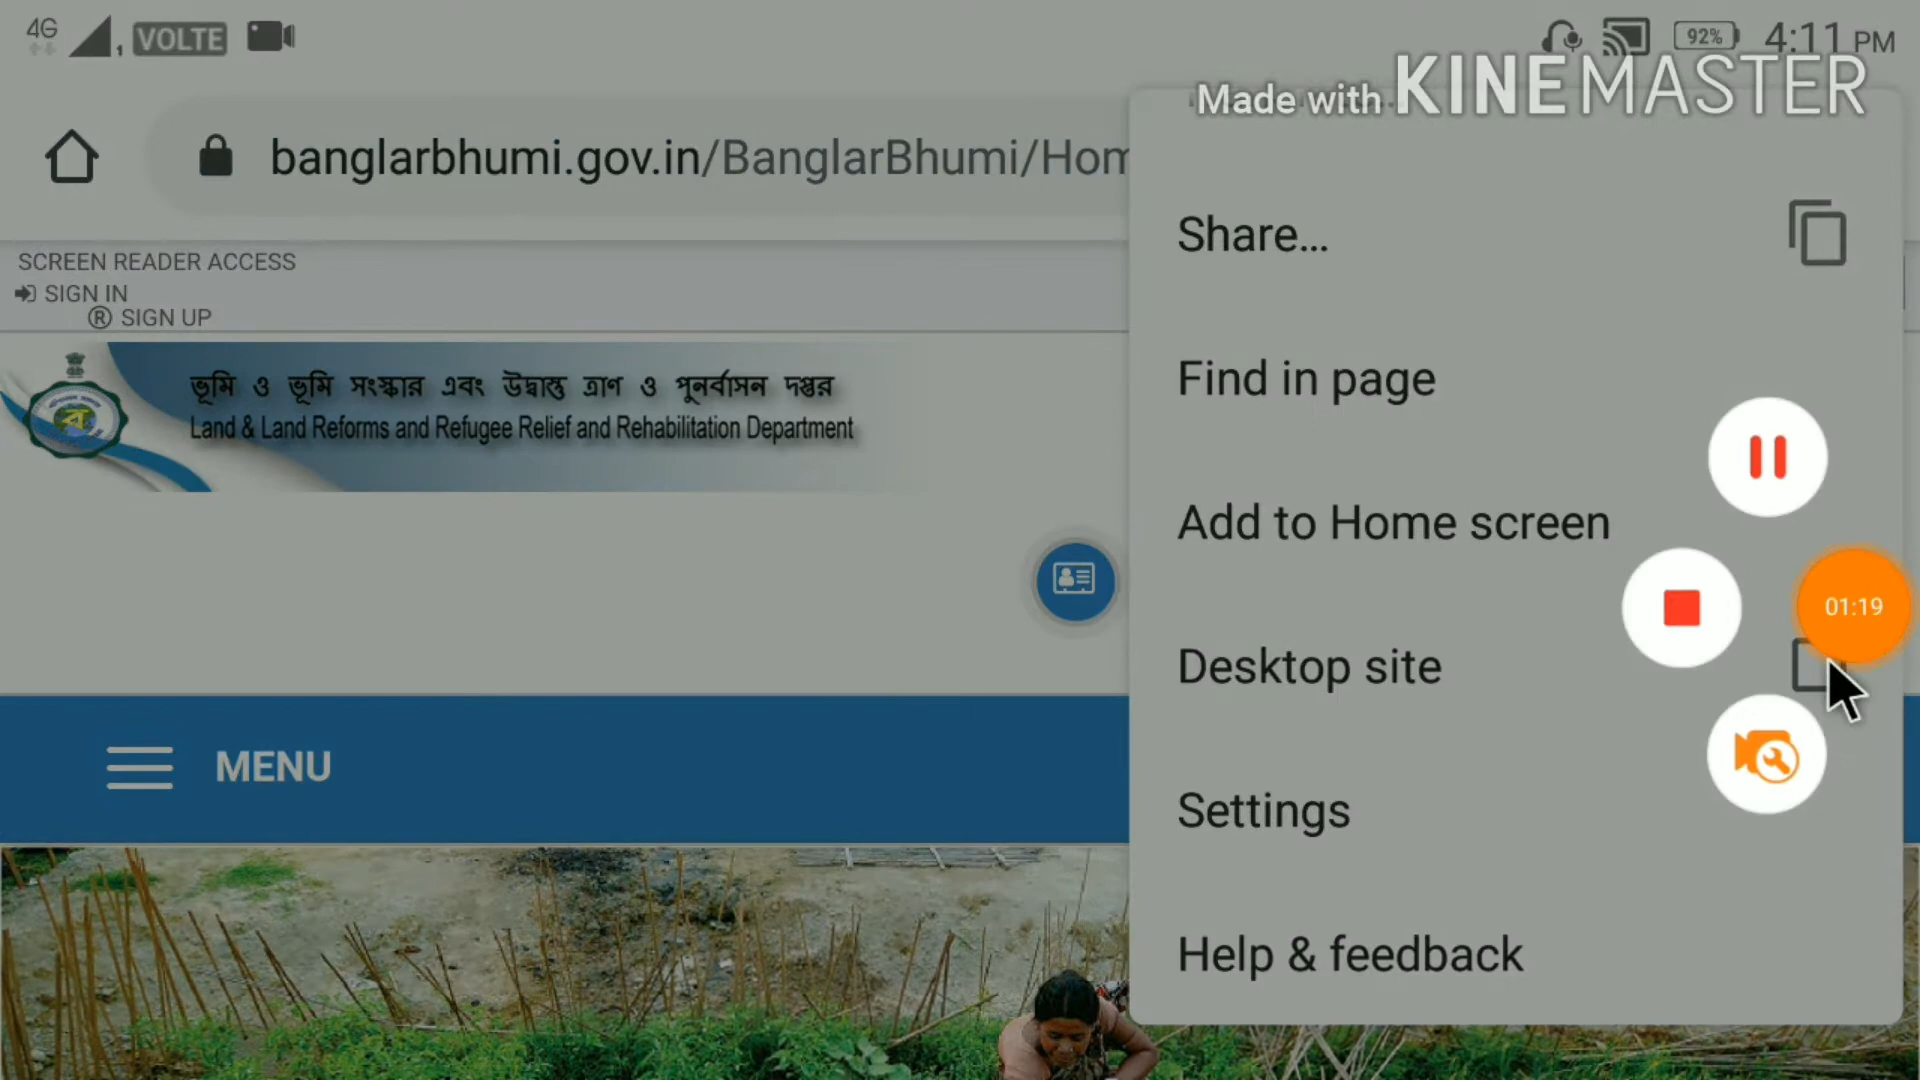 4G
1 VOLTE
92%
4:11 PM
Made with KINEMASTER
banglarbhumi.gov.in/BanglarBhumi/Hom
SCREEN READER ACCESS
SIGN IN
® SIGN UP
ভূমি ও ভূমি সংস্কার এবং উদ্বাস্তু ত্রাণ ও পুনর্বাসন দপ্তর
Land & Land Reforms and Refugee Relief and Rehabilitation Department
MENU
Share...
Find in page
Add to Home screen
01:19
Desktop site
Settings
Help & feedback